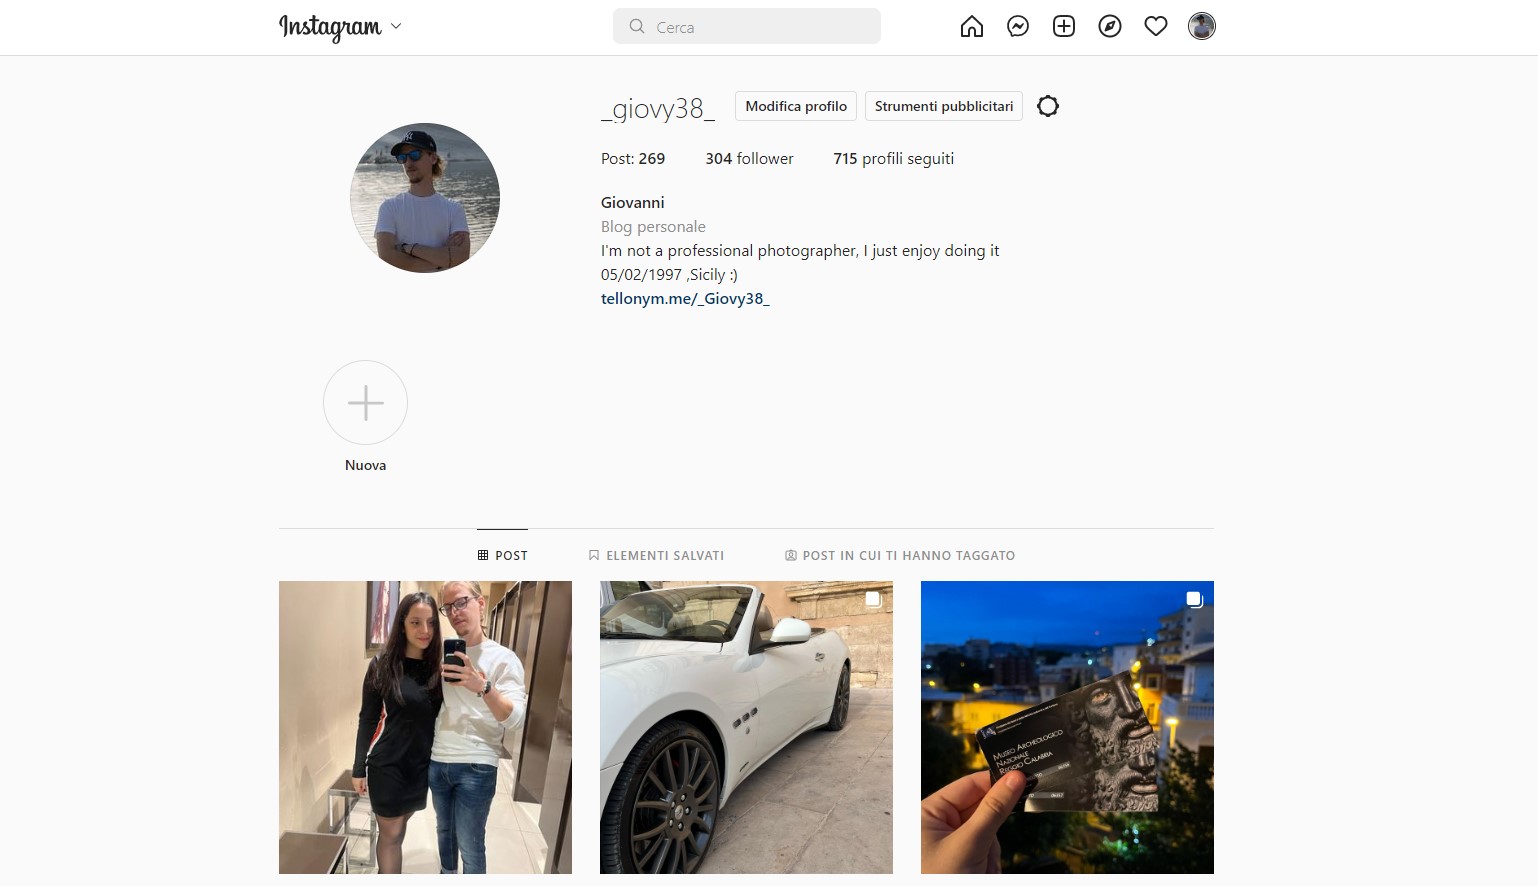 Instagram
Cerca
_giovy38_
Modifica profilo
Strumenti pubblicitari
Post: 269
304 follower
715 profili seguiti
Giovanni
Blog personale
I'm not a professional photographer, I just enjoy doing it
05/02/1997 ,Sicily :)
tellonym.me/_Giovy38_
Nuova
POST
ELEMENTI SALVATI
POST IN CUI TI HANNO TAGGATO
Museo Archeologico
Nazionale
Reggio Calabria